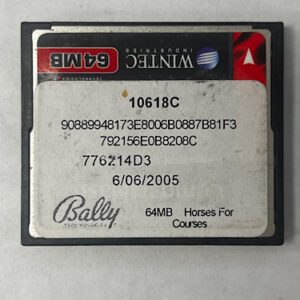 WINTEC
INDUSTRIES
64MB
10618C
90889948173E8006B0887B81F3
792156E0B8208C
776214D3
6/06/2005
Bally
64MB Horses For
Courses